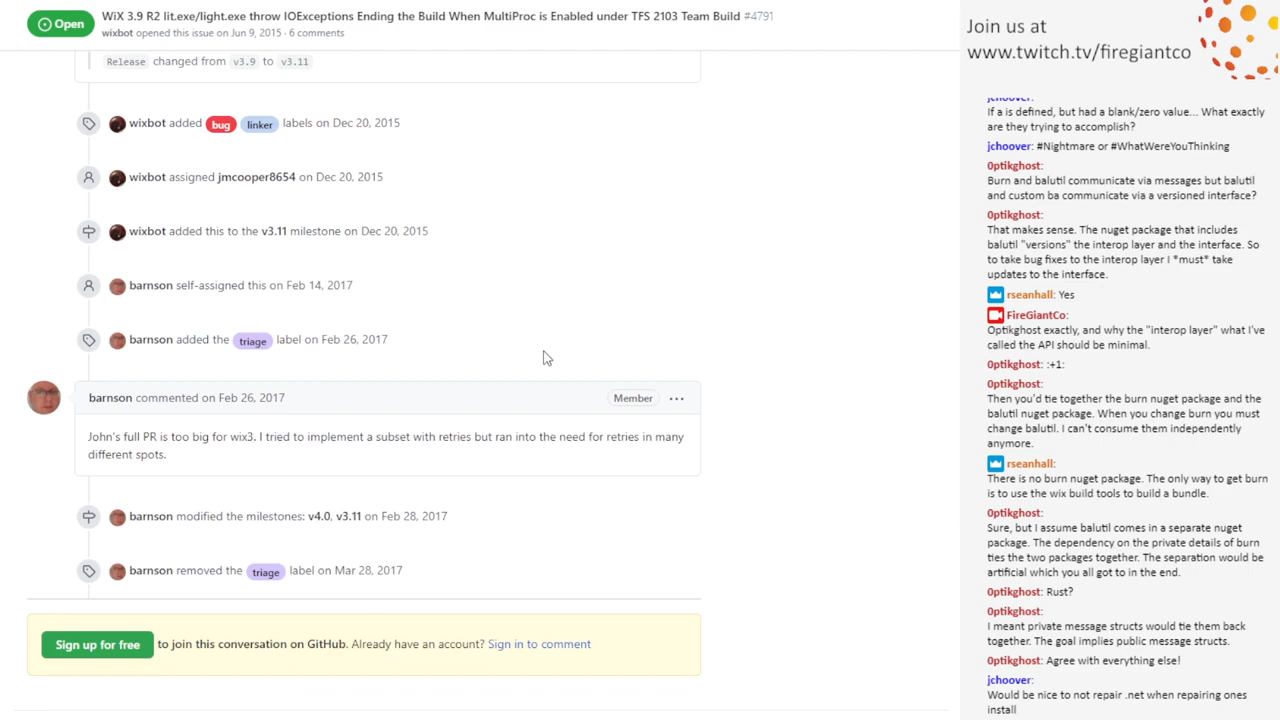 Open
WiX 3.9 R2 lit.exe/light.exe throw IOExceptions Ending the Build When MultiProc is Enabled under TFS 2103 Team Build #4791
wixbot opened this issue on Jun 9, 2015 · 6 comments
Release changed from v3.9 to v3.11
wixbot added bug linker labels on Dec 20, 2015
wixbot assigned jmcooper8654 on Dec 20, 2015
wixbot added this to the v3.11 milestone on Dec 20, 2015
barnson self-assigned this on Feb 14, 2017
barnson added the triage label on Feb 26, 2017
barnson commented on Feb 26, 2017
Member
John's full PR is too big for wix3. I tried to implement a subset with retries but ran into the need for retries in many
different spots.
barnson modified the milestones: v4.0, v3.11 on Feb 28, 2017
barnson removed the triage label on Mar 28, 2017
Sign up for free to join this conversation on GitHub. Already have an account? Sign in to comment
Join us at
www.twitch.tv/firegiantco
jchoover:
If a is defined, but had a blank/zero value... What exactly
are they trying to accomplish?
jchoover: #Nightmare or #WhatWereYouThinking
0ptikghost:
Burn and balutil communicate via messages but balutil
and custom ba communicate via a versioned interface?
0ptikghost:
That makes sense. The nuget package that includes
balutil "versions" the interop layer and the interface. So
to take bug fixes to the interop layer I *must* take
updates to the interface.
rseanhall: Yes
FireGiantCo:
Optikghost exactly, and why the "interop layer" what I've
called the API should be minimal.
0ptikghost: :+1:
0ptikghost:
Then you'd tie together the burn nuget package and the
balutil nuget package. When you change burn you must
change balutil. I can't consume them independently
anymore.
rseanhall:
There is no burn nuget package. The only way to get burn
is to use the wix build tools to build a bundle.
0ptikghost:
Sure, but I assume balutil comes in a separate nuget
package. The dependency on the private details of burn
ties the two packages together. The separation would be
artificial which you all got to in the end.
0ptikghost: Rust?
0ptikghost:
I meant private message structs would tie them back
together. The goal implies public message structs.
0ptikghost: Agree with everything else!
jchoover:
Would be nice to not repair .net when repairing ones
install